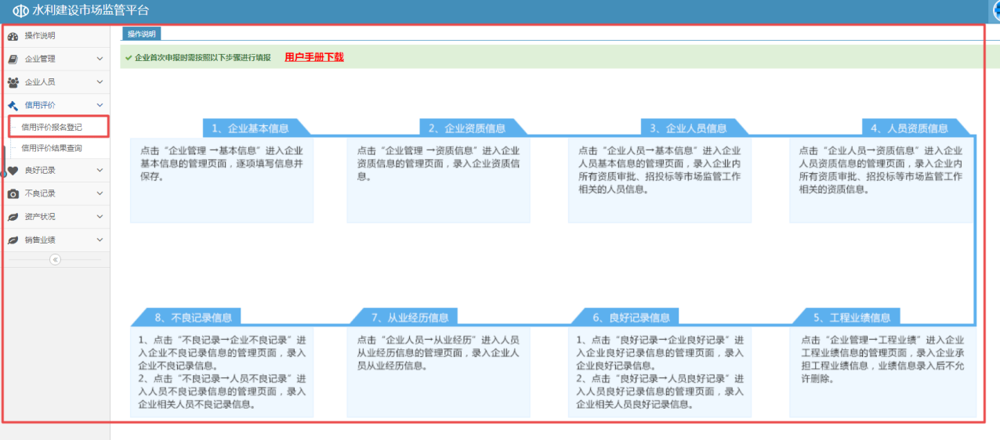 水利建设市场监管平台
操作说明
企业管理
企业人员
信用评价
信用评价报名登记
信用评价结果查询
良好记录
不良记录
资产状况
销售业绩
操作说明
企业首次申报时需按照以下步骤进行填报 用户手册下载
1、企业基本信息
点击“企业管理 →基本信息”进入企业
基本信息的管理页面，逐项填写信息并
保存。
2、企业资质信息
点击“企业管理 →资质信息”进入企业
资质信息的管理页面，录入企业资质信
息。
3、企业人员信息
点击“企业人员→基本信息”进入企业
人员基本信息的管理页面，录入企业内
所有资质审批、招投标等市场监管工作
相关的人员信息。
4、人员资质信息
点击“企业人员→资质信息”进入企业
人员资质信息的管理页面，录入企业内
所有资质审批、招投标等市场监管工作
相关的资质信息。
8、不良记录信息
1、点击“不良记录→企业不良记录”进
入企业不良记录信息的管理页面，录入
企业不良记录信息。
2、点击“不良记录→人员不良记录”进
入人员不良记录信息的管理页面，录入
企业相关人员不良记录信息。
7、从业经历信息
点击“企业人员→从业经历”进入人员
从业经历信息的管理页面，录入企业人
员从业经历信息。
6、良好记录信息
1、点击“良好记录→企业良好记录”进
入企业良好记录信息的管理页面，录入
企业良好记录信息。
2、点击“良好记录→人员良好记录”进
入人员良好记录信息的管理页面，录入
企业相关人员良好记录信息。
5、工程业绩信息
点击“企业管理→工程业绩”进入企业
工程业绩信息的管理页面，录入企业承
担工程业绩信息，业绩信息录入后不允
许删除。